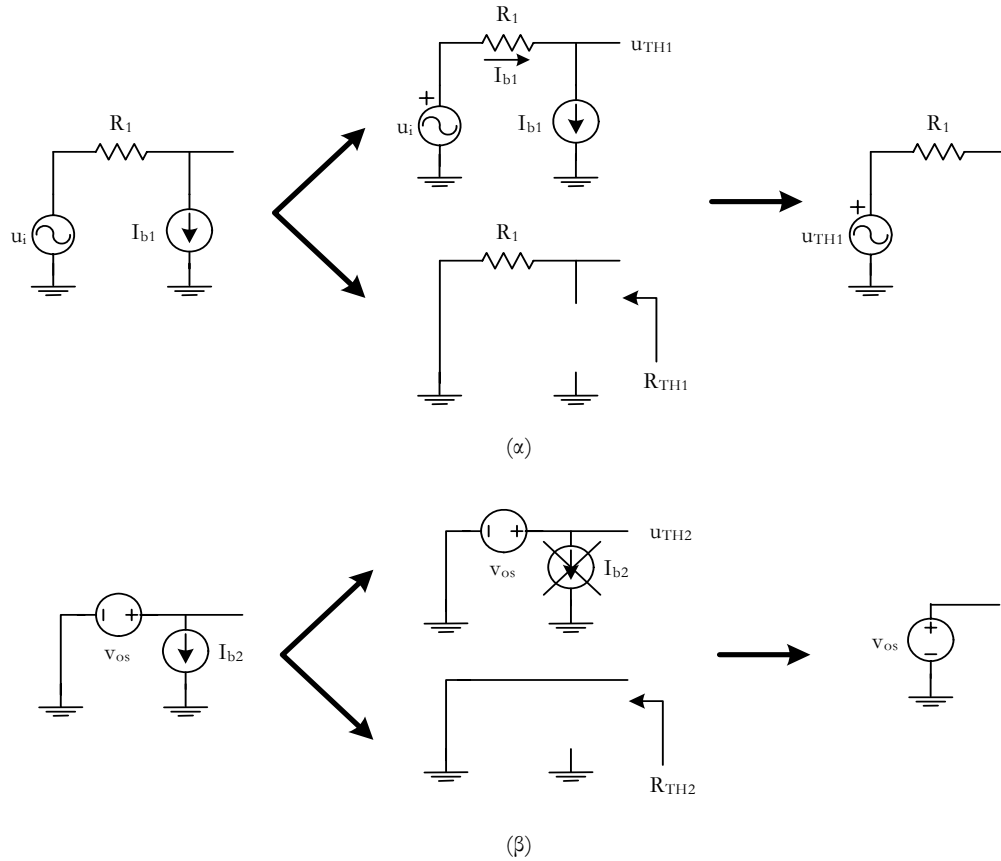 R1
ui
Ib1
R1
uTH1
Ib1
+
ui
Ib1
R1
RTH1
R1
+
uTH1
(α)
+
vos
Ib2
+
uTH2
vos
Ib2
RTH2
+
vos
−
(β)